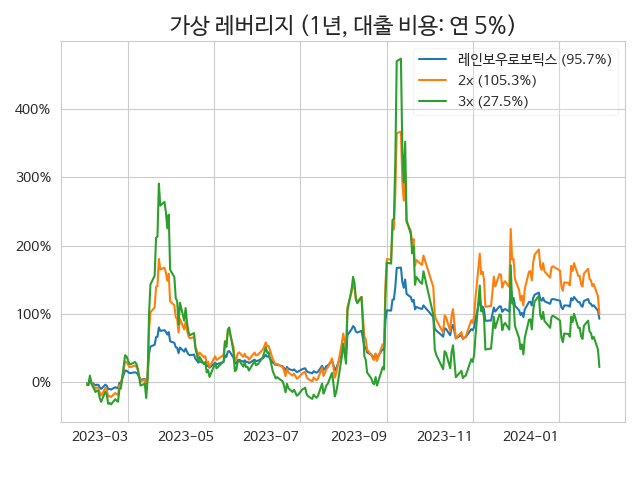 가상 레버리지 (1년, 대출 비용: 연 5%)
레인보우로보틱스 (95.7%)
2x (105.3%)
3x (27.5%)
400%
300%
200%
100%
0%
2023-03 2023-05 2023-07 2023-09 2023-11 2024-01